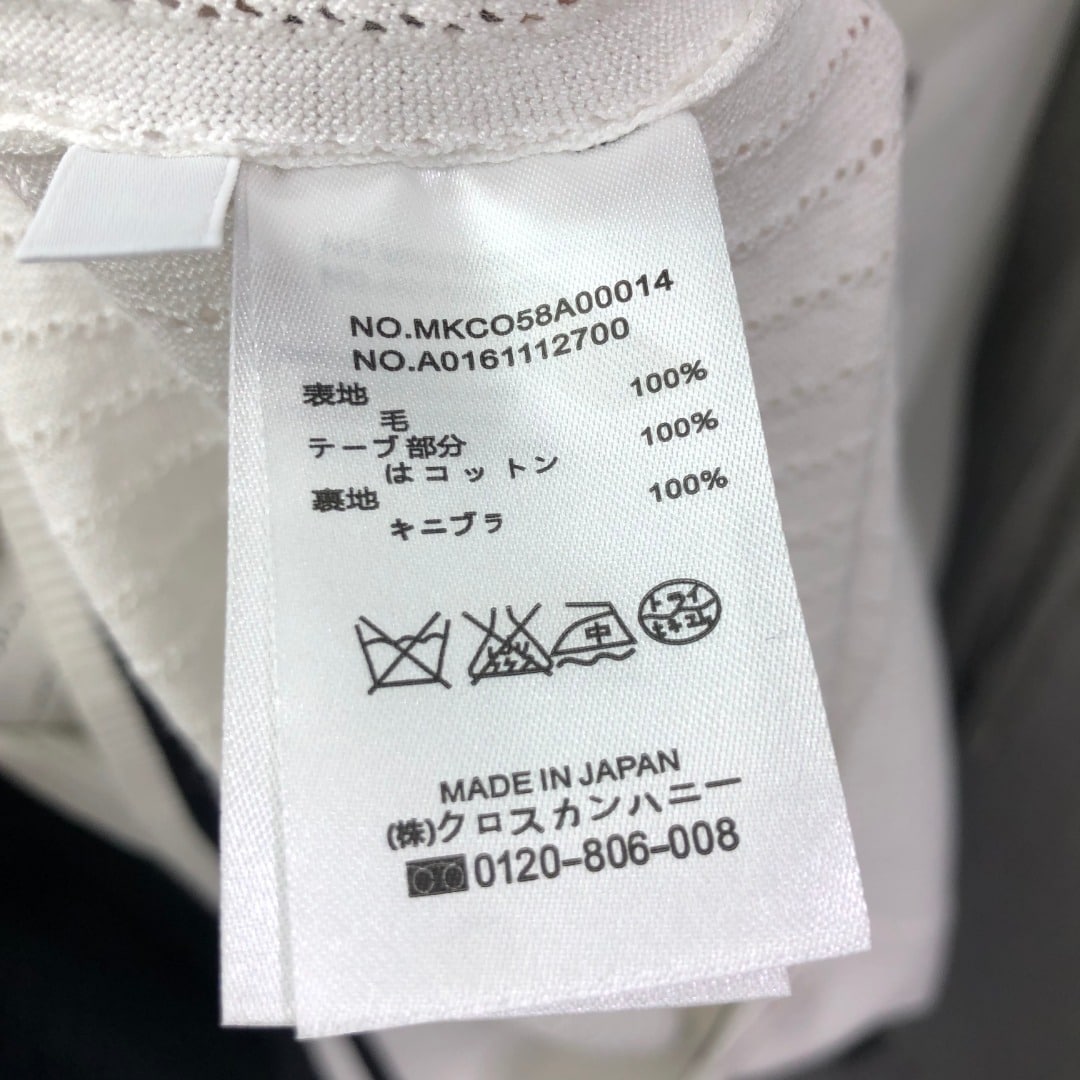 NO.MKCO58A00014
NO.A0161112700
表地 100%
毛
テーブ部分 100%
はコットン
裏地 100%
キニブラ
中
ドライ
MADE IN JAPAN
(株)クロスカンハニー
0120-806-008